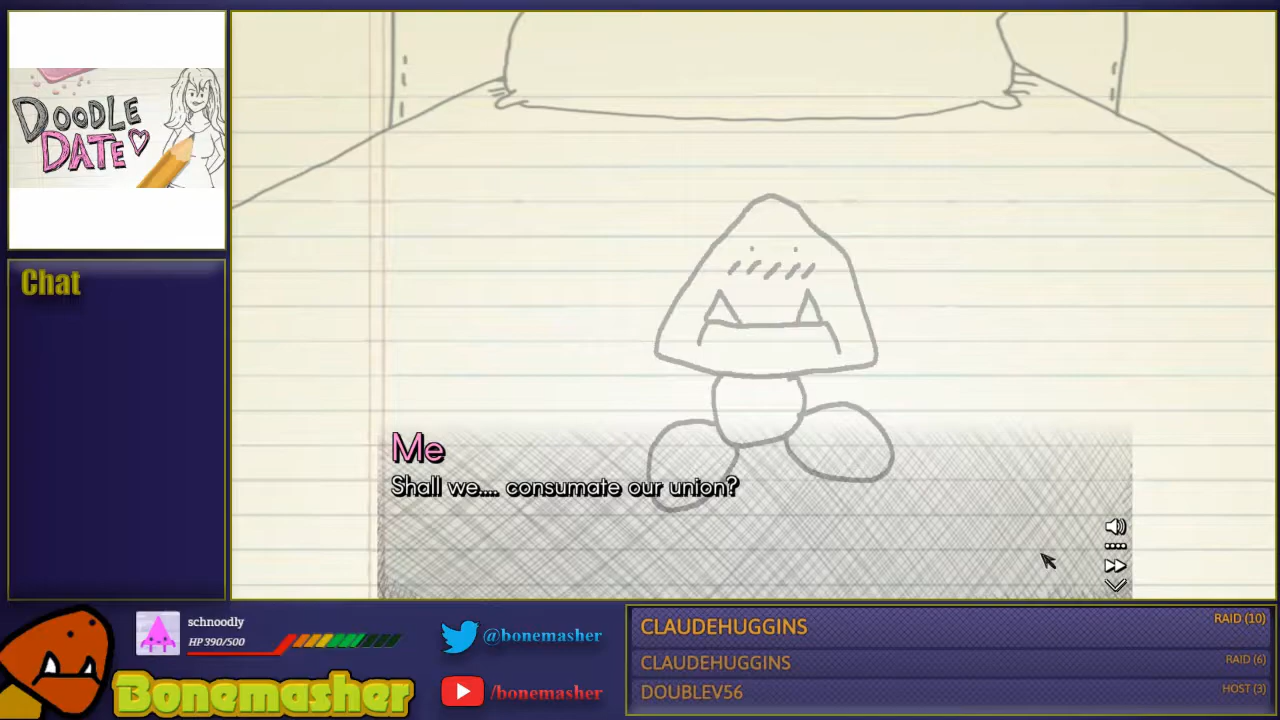 DOODLE
DATE
Chat
Me
Shall we.... consumate our union?
schnoodly
HP 390/500
Bonemasher
@bonemasher
/bonemasher
CLAUDEHUGGINS RAID (10)
CLAUDEHUGGINS RAID (6)
DOUBLEV56 HOST (3)